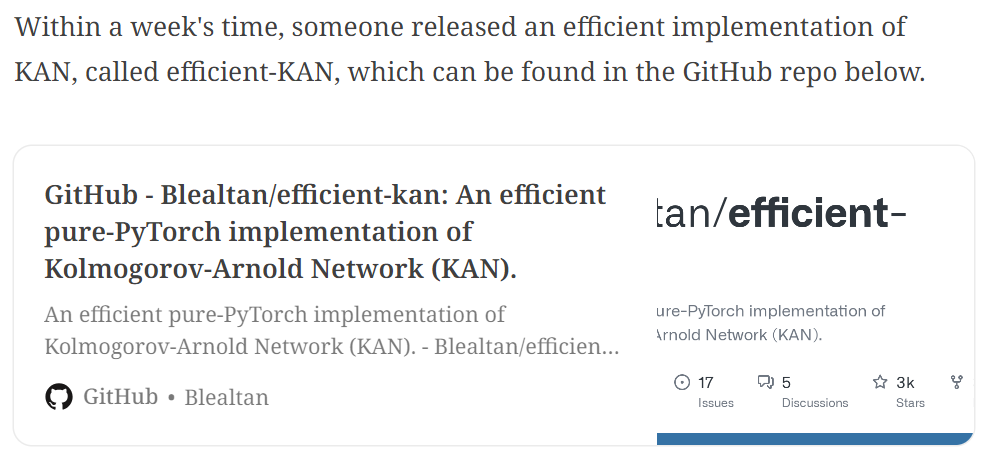 Within a week's time, someone released an efficient implementation of
KAN, called efficient-KAN, which can be found in the GitHub repo below.
GitHub - Blealtan/efficient-kan: An efficient
pure-PyTorch implementation of
Kolmogorov-Arnold Network (KAN).
An efficient pure-PyTorch implementation of
Kolmogorov-Arnold Network (KAN). - Blealtan/efficien...
GitHub • Blealtan
tan/efficient-
ure-PyTorch implementation of
Arnold Network (KAN).
17 5 3k
Issues Discussions Stars